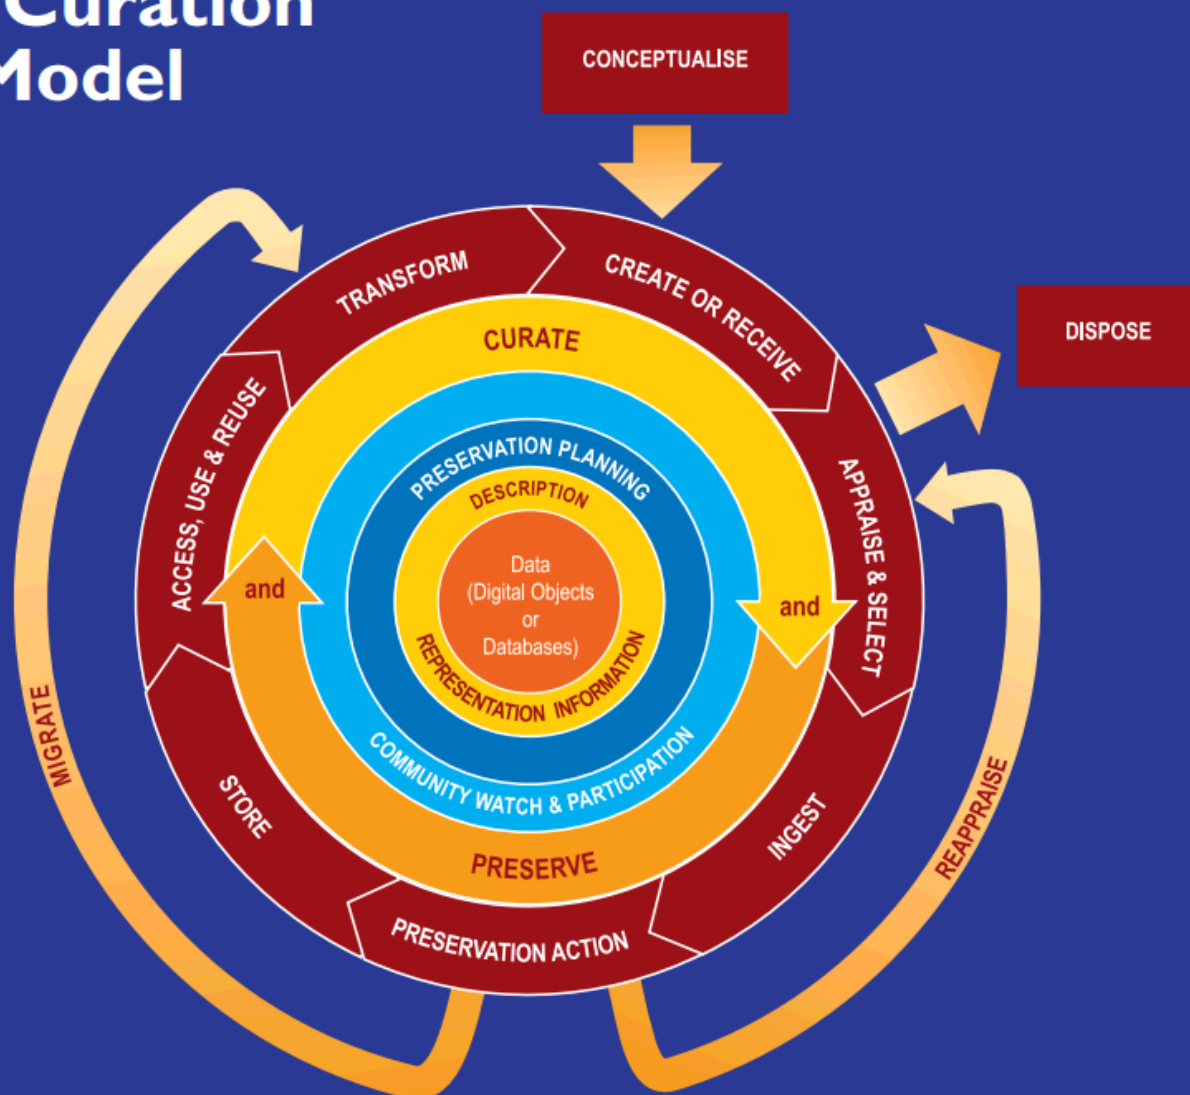 Curation
Model
CONCEPTUALISE
DISPOSE
TRANSFORM
CREATE OR RECEIVE
APPRAISE & SELECT
INGEST
PRESERVATION ACTION
STORE
ACCESS, USE & REUSE
CURATE
and
PRESERVE
and
COMMUNITY WATCH & PARTICIPATION
PRESERVATION PLANNING
DESCRIPTION
REPRESENTATION INFORMATION
Data
(Digital Objects
or
Databases)
MIGRATE
REAPPRAISE